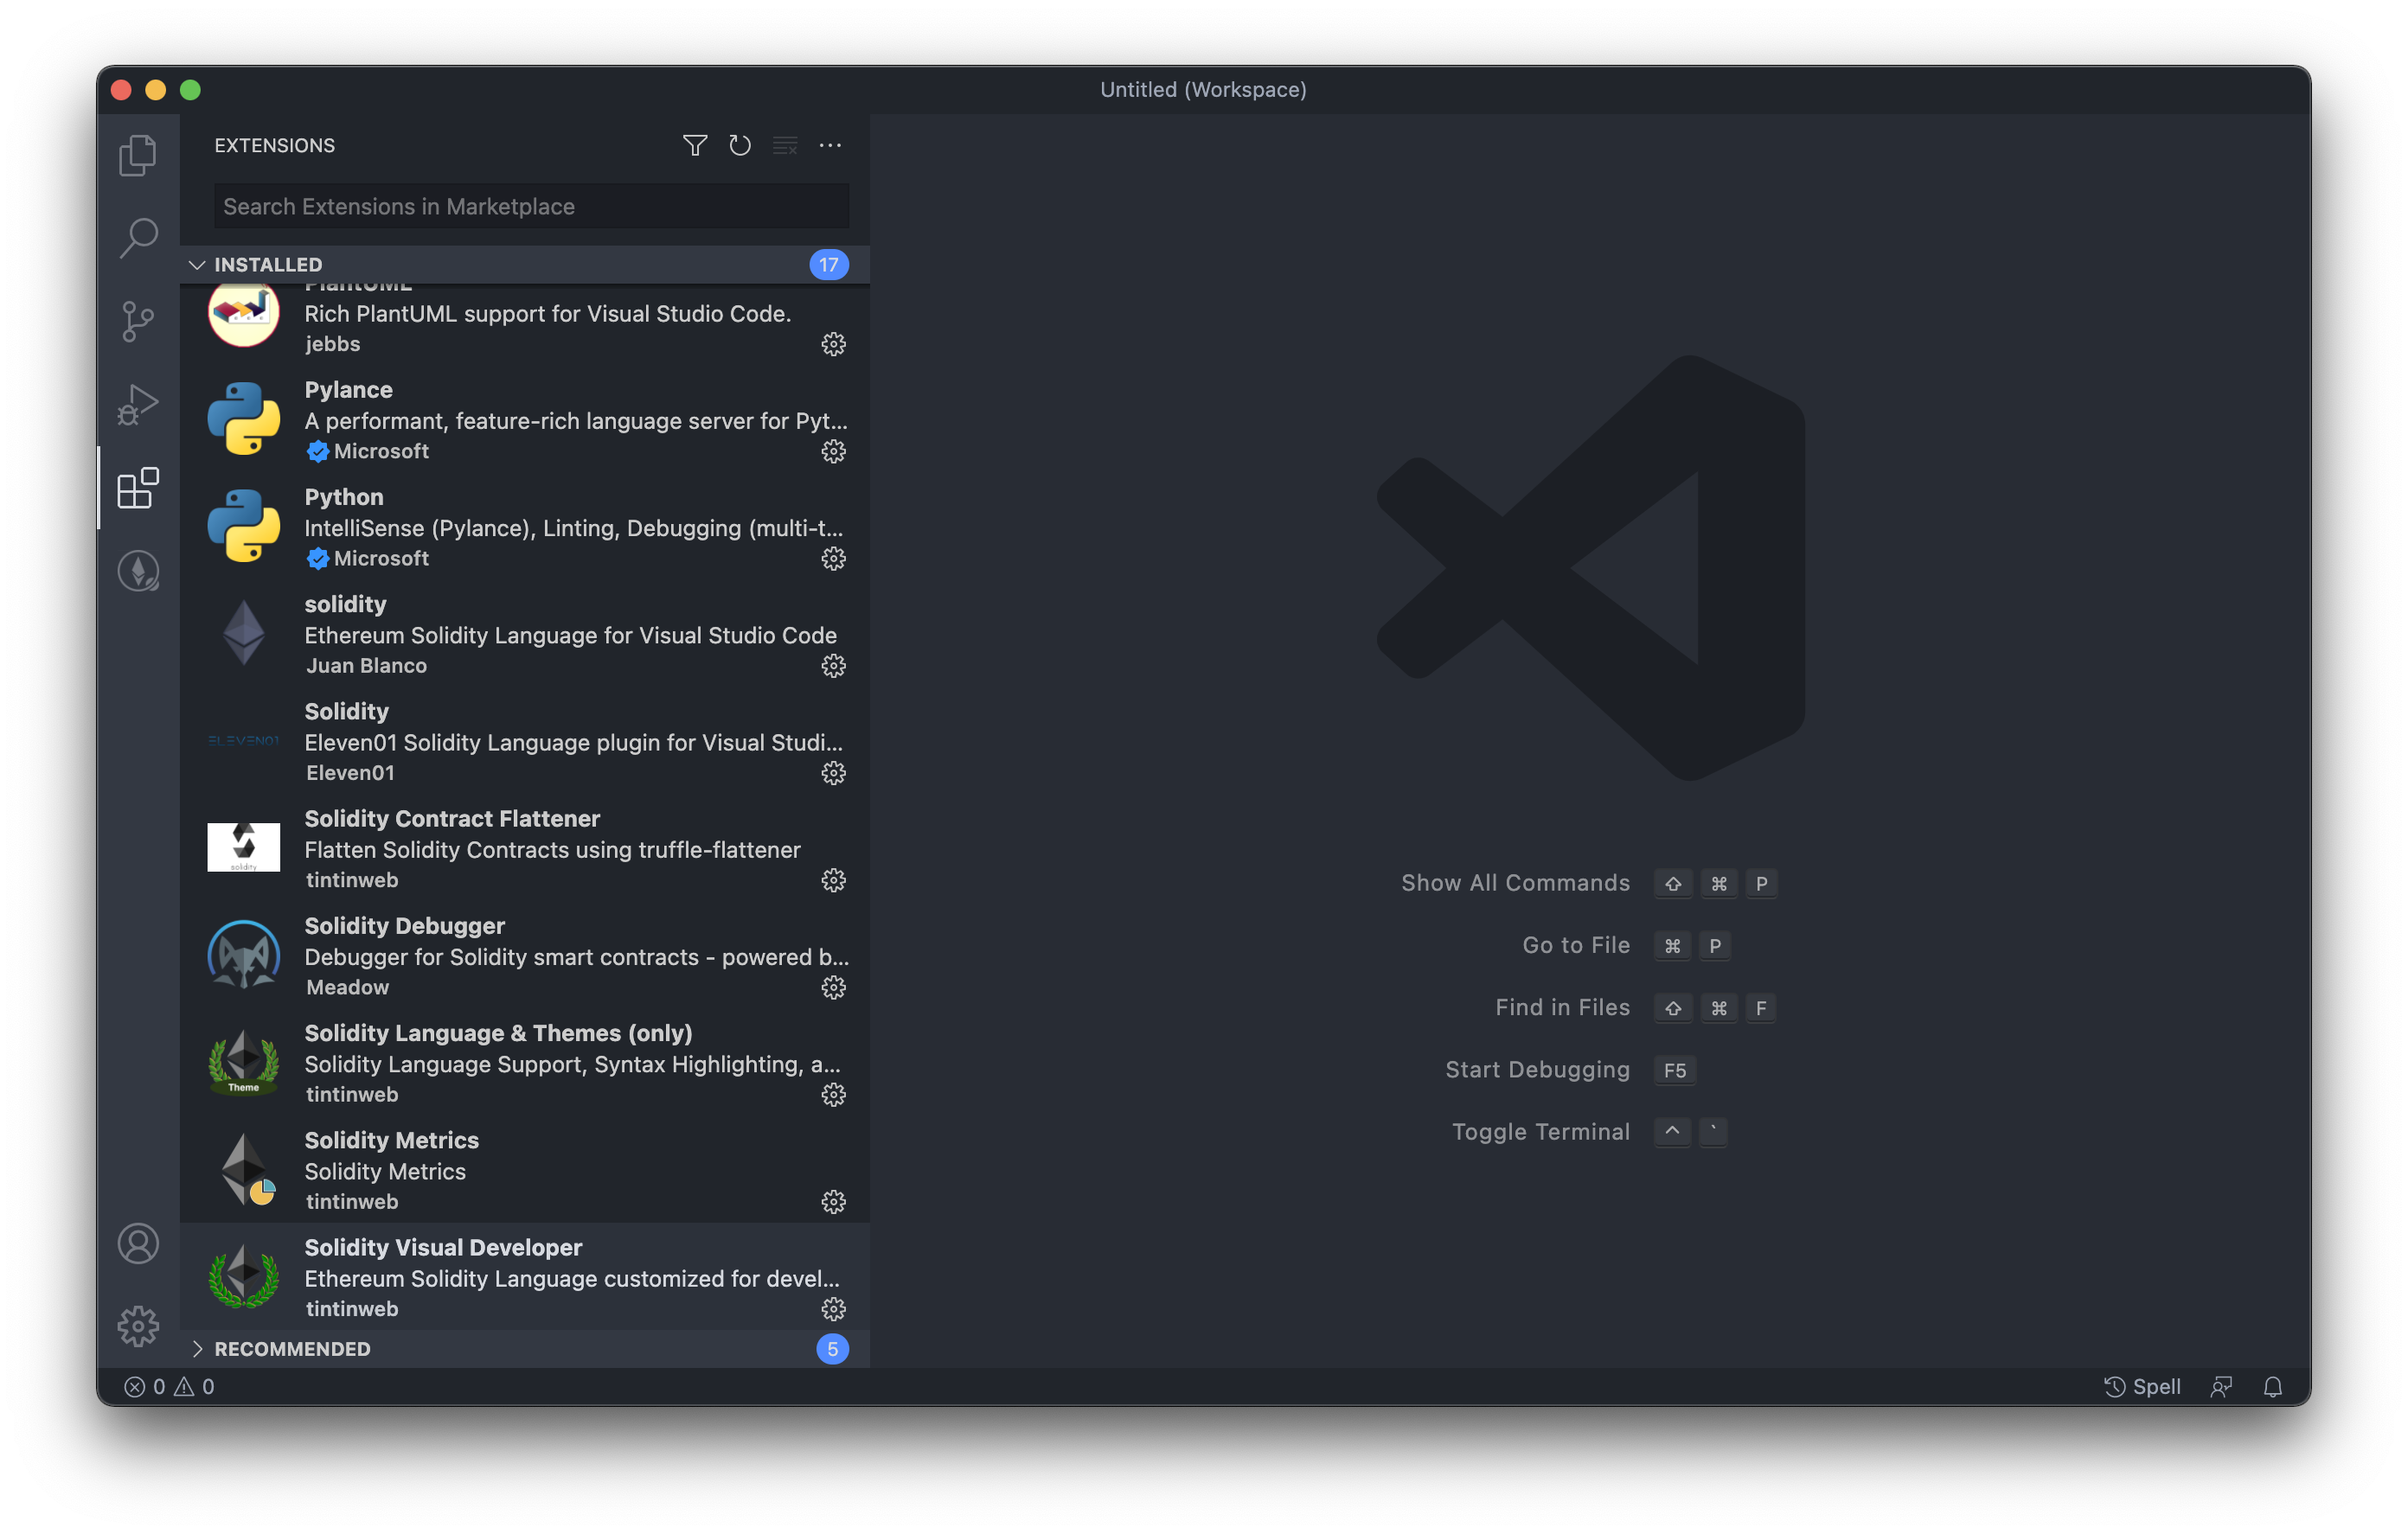 Untitled (Workspace)
EXTENSIONS
Search Extensions in Marketplace
INSTALLED 17
PlantUML
Rich PlantUML support for Visual Studio Code.
jebbs
Pylance
A performant, feature-rich language server for Pyt...
Microsoft
Python
IntelliSense (Pylance), Linting, Debugging (multi-t...
Microsoft
solidity
Ethereum Solidity Language for Visual Studio Code
Juan Blanco
Solidity
ELEVEN01
Eleven01 Solidity Language plugin for Visual Studi...
Eleven01
Solidity Contract Flattener
Flatten Solidity Contracts using truffle-flattener
solidity
tintinweb
Solidity Debugger
Debugger for Solidity smart contracts - powered b...
Meadow
Solidity Language & Themes (only)
Solidity Language Support, Syntax Highlighting, a...
Theme
tintinweb
Solidity Metrics
Solidity Metrics
tintinweb
Solidity Visual Developer
Ethereum Solidity Language customized for devel...
tintinweb
RECOMMENDED 5
Show All Commands ⇧ ⌘ P
Go to File ⌘ P
Find in Files ⇧ ⌘ F
Start Debugging F5
Toggle Terminal ^ `
0 0
Spell